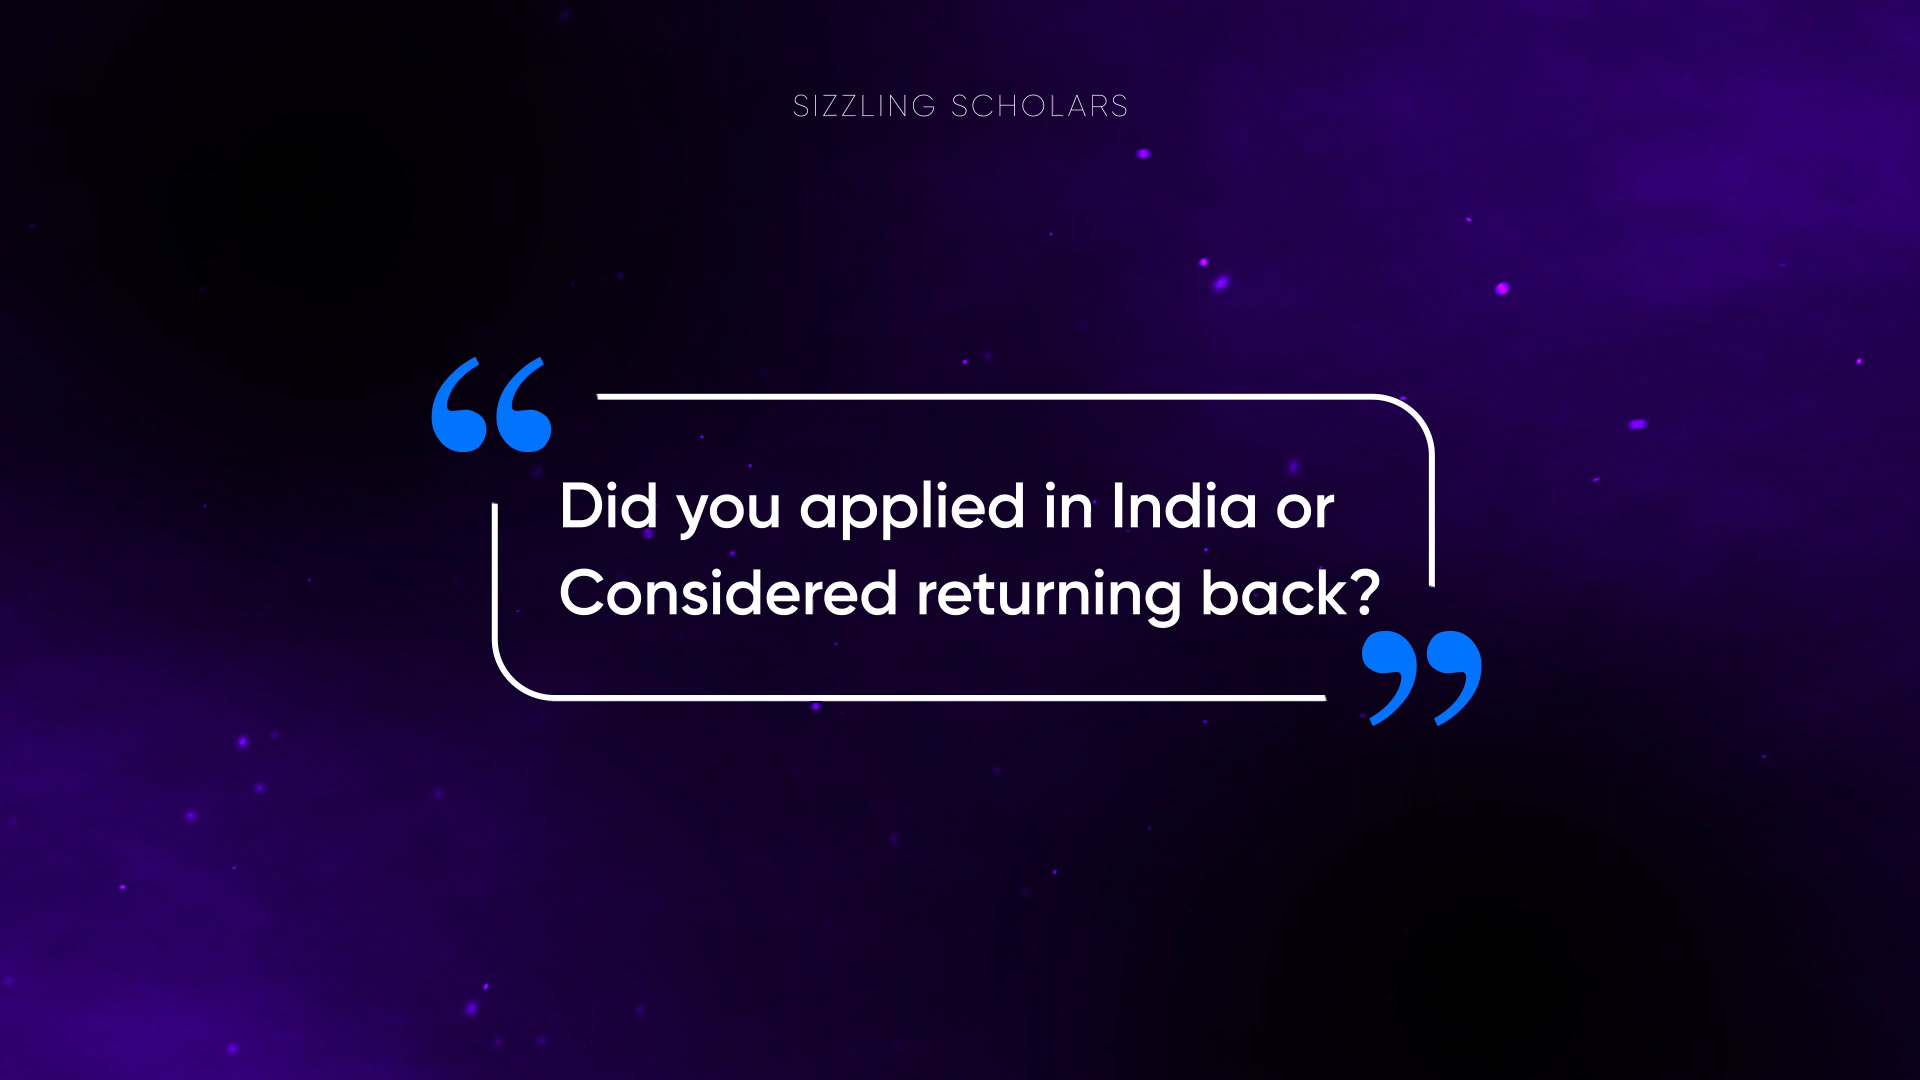 SIZZLING SCHOLARS
“
Did you applied in India or
Considered returning back?
”